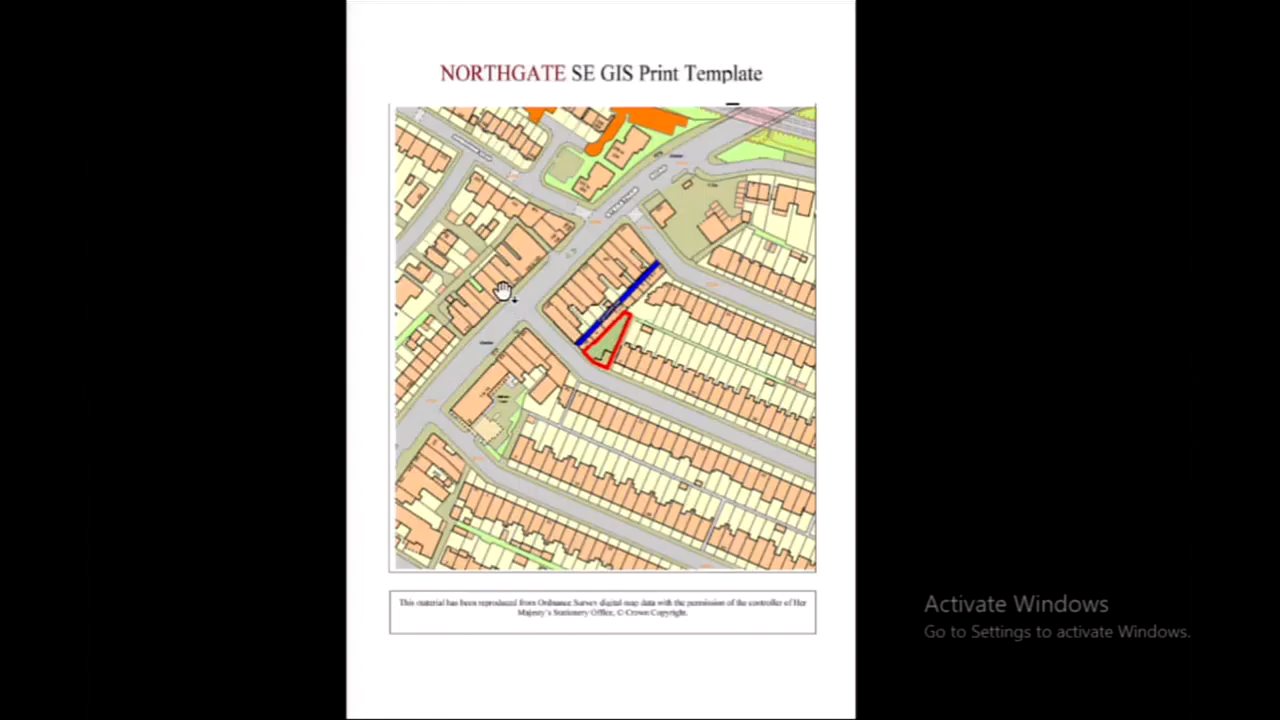 NORTHGATE SE GIS Print Template
This material has been reproduced from Ordnance Survey digital map data with the permission of the controller of Her
Majesty's Stationery Office, © Crown Copyright.
Activate Windows
Go to Settings to activate Windows.